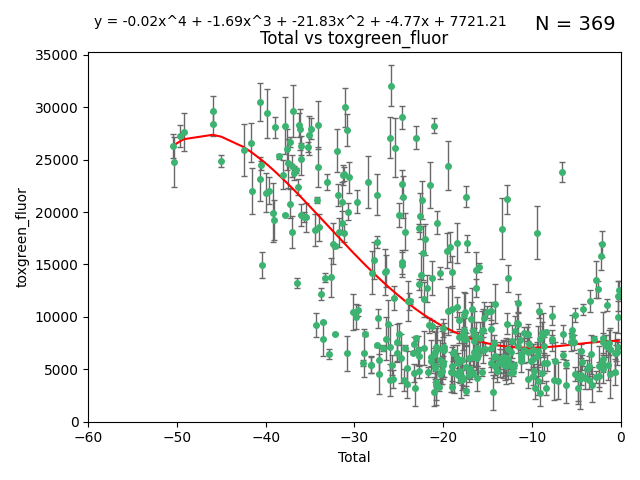 y = -0.02x^4 + -1.69x^3 + -21.83x^2 + -4.77x + 7721.21
N = 369
Total vs toxgreen_fluor
35000
30000
25000
20000
15000
10000
5000
0
toxgreen_fluor
−60 −50 −40 −30 −20 −10 0
Total